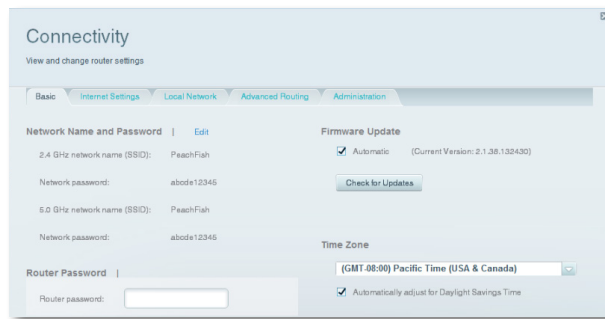 Connectivity
View and change router settings
Basic
Internet Settings
Local Network
Advanced Routing
Administration
Network Name and Password | Edit
2.4 GHz network name (SSID): PeachFish
Network password: abcde12345
5.0 GHz network name (SSID): PeachFish
Network password: abcde12345
Router Password |
Router password:
Firmware Update
Automatic (Current Version: 2.1.38.132430)
Check for Updates
Time Zone
(GMT-08:00) Pacific Time (USA & Canada)
Automatically adjust for Daylight Savings Time